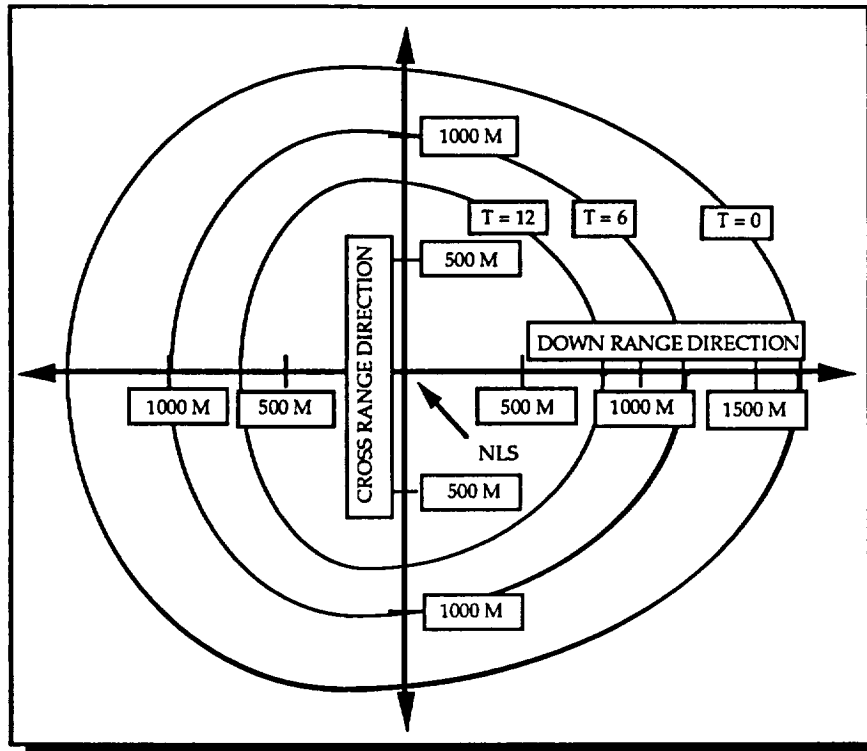 1000 M
T = 12
T = 6
T = 0
CROSS RANGE DIRECTION
500 M
DOWN RANGE DIRECTION
1000 M
500 M
500 M
1000 M
1500 M
NLS
500 M
1000 M